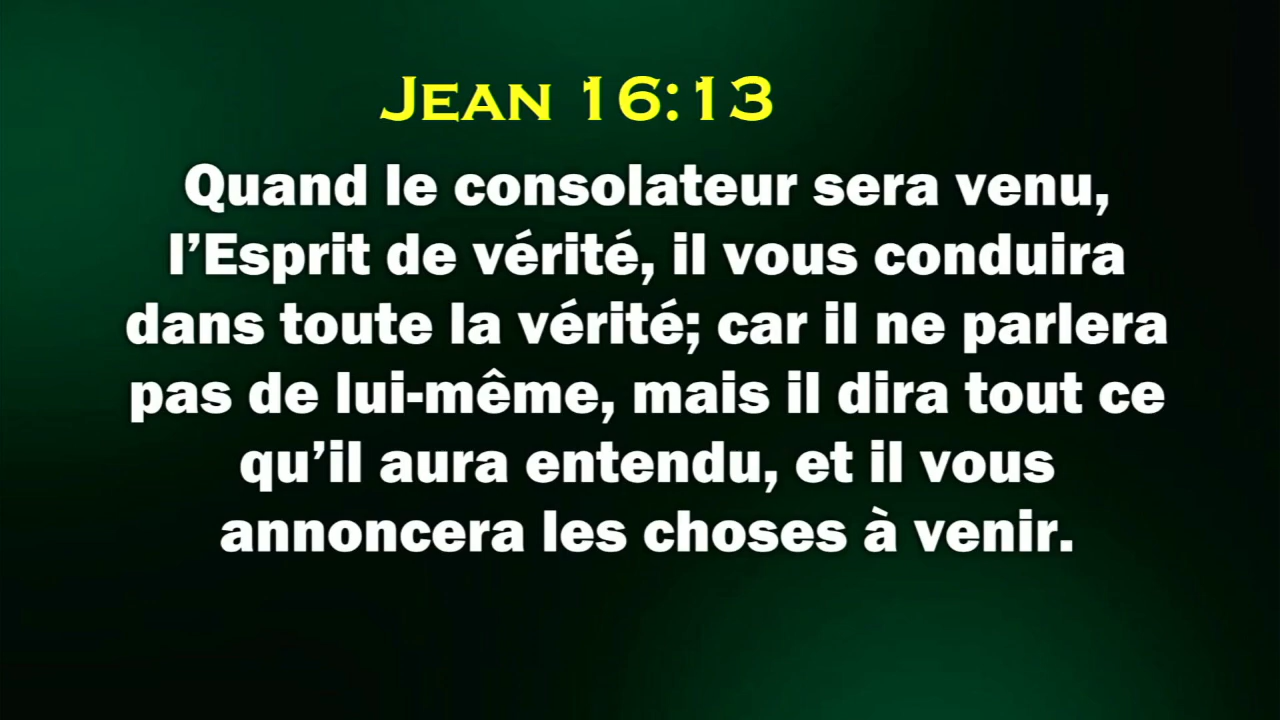 Jean 16:13
Quand le consolateur sera venu,
l’Esprit de vérité, il vous conduira
dans toute la vérité; car il ne parlera
pas de lui-même, mais il dira tout ce
qu’il aura entendu, et il vous
annoncera les choses à venir.